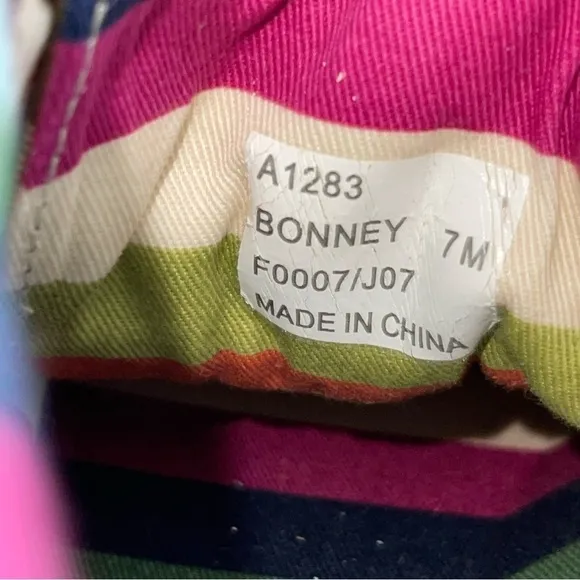 A1283
BONNEY 7M
F0007/J07
MADE IN CHINA